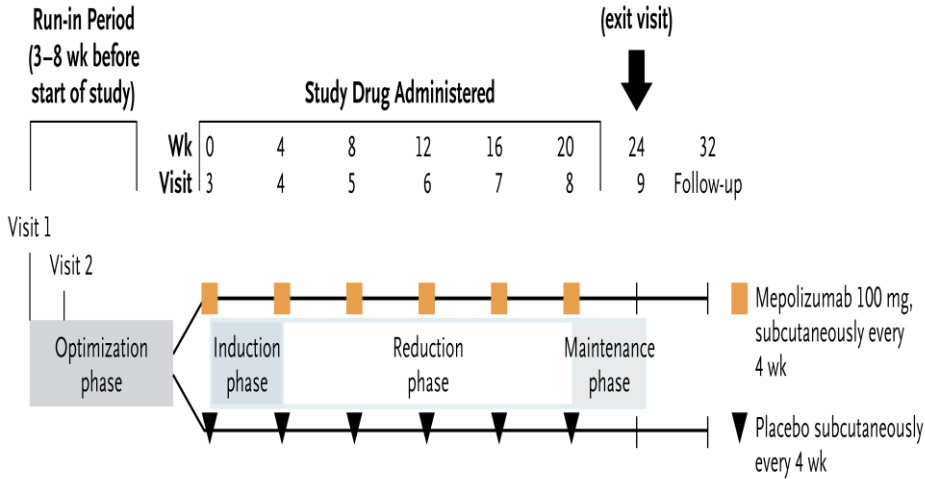 Run-in Period
(3–8 wk before
start of study)
(exit visit)
Study Drug Administered
Wk 0 4 8 12 16 20 24 32
Visit 3 4 5 6 7 8 9 Follow-up
Visit 1
Visit 2
Optimization
phase
Induction
phase
Reduction
phase
Maintenance
phase
Mepolizumab 100 mg,
subcutaneously every
4 wk
Placebo subcutaneously
every 4 wk